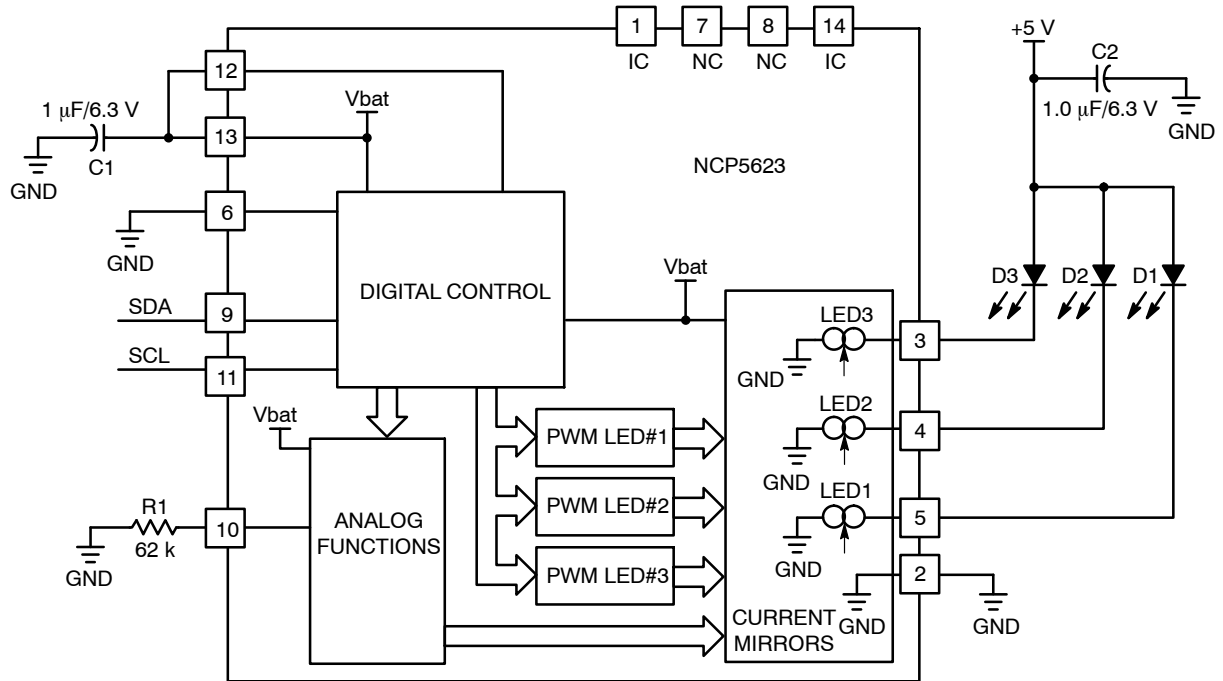 1
7
8
14
IC
NC
NC
IC
+5 V
C2
1.0 μF/6.3 V
GND
12
1 μF/6.3 V
Vbat
13
C1
GND
NCP5623
6
GND
DIGITAL CONTROL
Vbat
SDA
9
SCL
11
D3
D2
D1
LED3
3
GND
LED2
4
GND
LED1
5
GND
Vbat
PWM LED#1
PWM LED#2
PWM LED#3
R1
10
62 k
GND
ANALOG
FUNCTIONS
2
GND
GND
CURRENT
MIRRORS